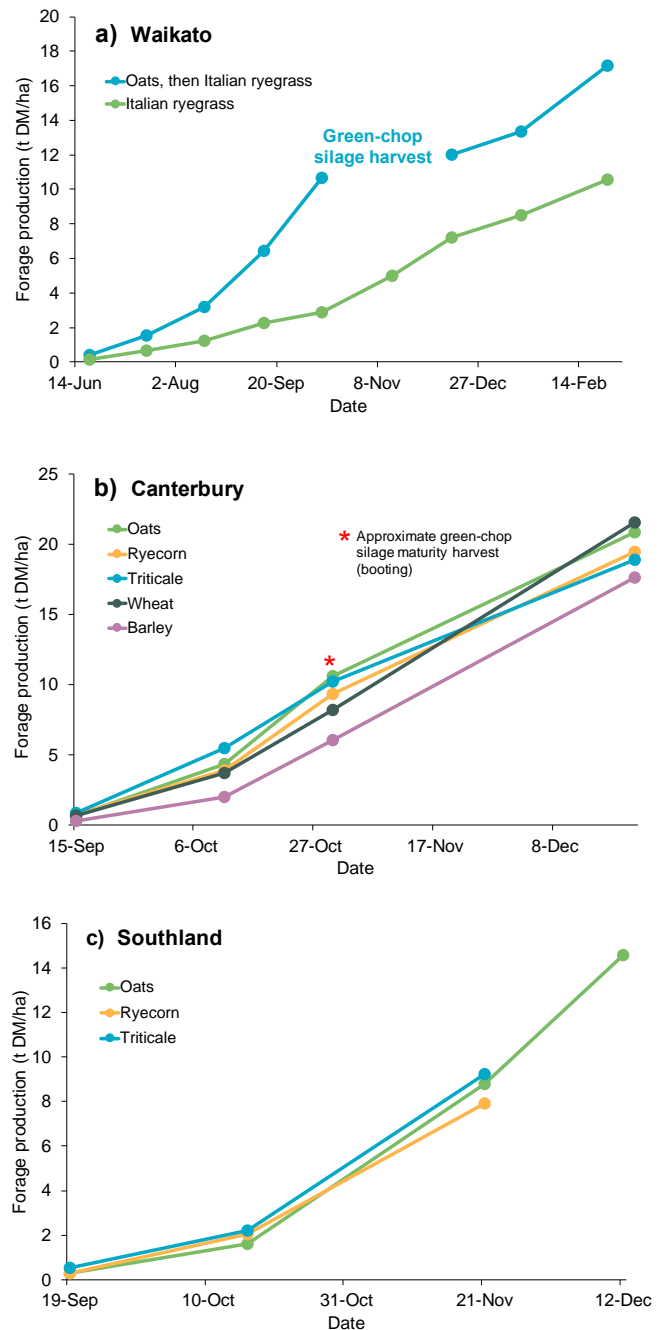 a) Waikato
Oats, then Italian ryegrass
Italian ryegrass
Green-chop
silage harvest
Forage production (t DM/ha)
20
18
16
14
12
10
8
6
4
2
0
14-Jun 2-Aug 20-Sep 8-Nov 27-Dec 14-Feb
Date
b) Canterbury
Oats
Ryecorn
Triticale
Wheat
Barley
* Approximate green-chop
silage maturity harvest
(booting)
*
Forage production (t DM/ha)
25
20
15
10
5
0
15-Sep 6-Oct 27-Oct 17-Nov 8-Dec
Date
c) Southland
Oats
Ryecorn
Triticale
Forage production (t DM/ha)
16
14
12
10
8
6
4
2
0
19-Sep 10-Oct 31-Oct 21-Nov 12-Dec
Date